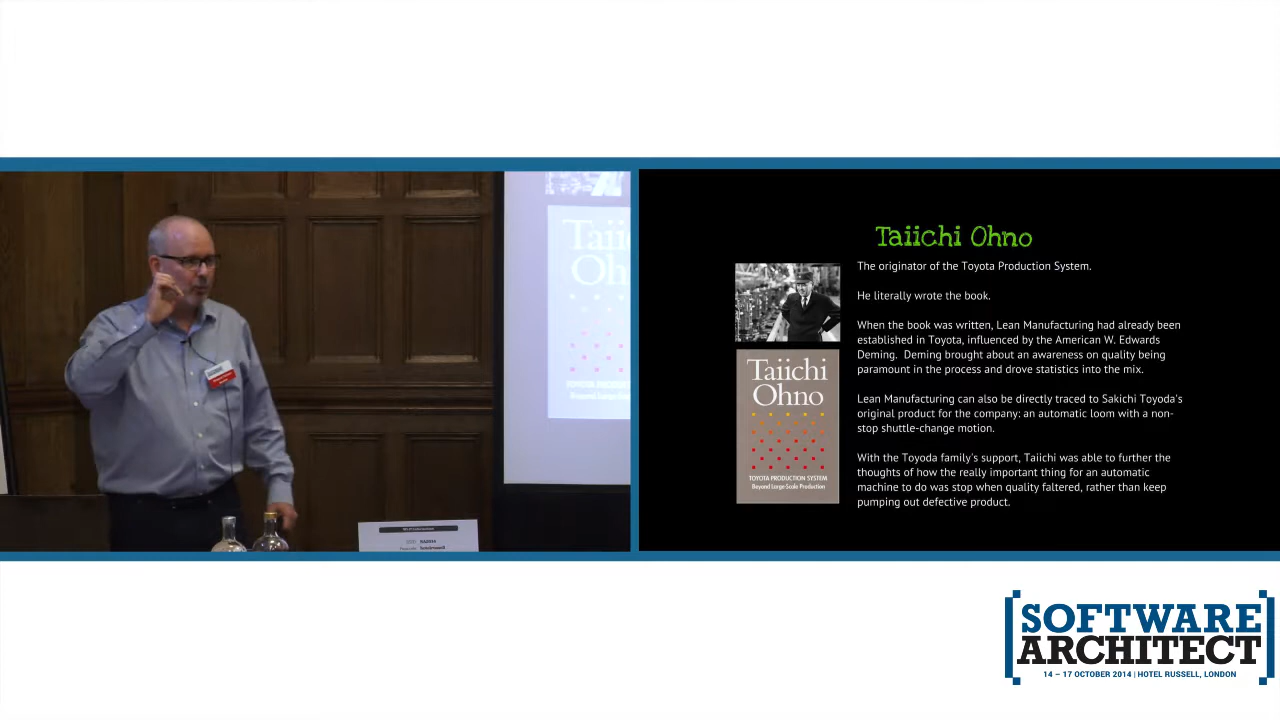 Taii
Oh
Taiichi Ohno
The originator of the Toyota Production System.
He literally wrote the book.
When the book was written, Lean Manufacturing had already been
established in Toyota, influenced by the American W. Edwards
Deming.  Deming brought about an awareness on quality being
paramount in the process and drove statistics into the mix.
Lean Manufacturing can also be directly traced to Sakichi Toyoda's
original product for the company: an automatic loom with a non-
stop shuttle-change motion.
With the Toyoda family's support, Taiichi was able to further the
thoughts of how the really important thing for an automatic
machine to do was stop when quality faltered, rather than keep
pumping out defective product.
Taiichi
Ohno
TOYOTA PRODUCTION SYSTEM
Beyond Large-Scale Production
[SOFTWARE
ARCHITECT]
14 – 17 OCTOBER 2014 | HOTEL RUSSELL, LONDON